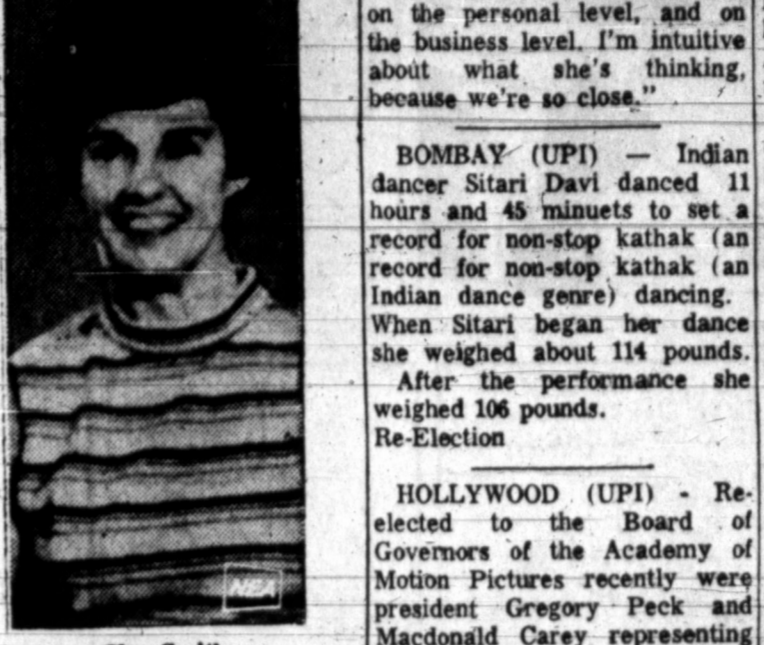 on the personal level, and on
the business level. I'm intuitive
about what she's thinking,
because we're so close."
BOMBAY (UPI) — Indian
dancer Sitari Davi danced 11
hours and 45 minuets to set a
record for non-stop kathak (an
record for non-stop kathak (an
Indian dance genre) dancing.
When Sitari began her dance
she weighed about 114 pounds.
After the performance she
weighed 106 pounds.
Re-Election
HOLLYWOOD (UPI) - Re-
elected to the Board of
Governors of the Academy of
Motion Pictures recently were
president Gregory Peck and
Macdonald Carey representing
NEA